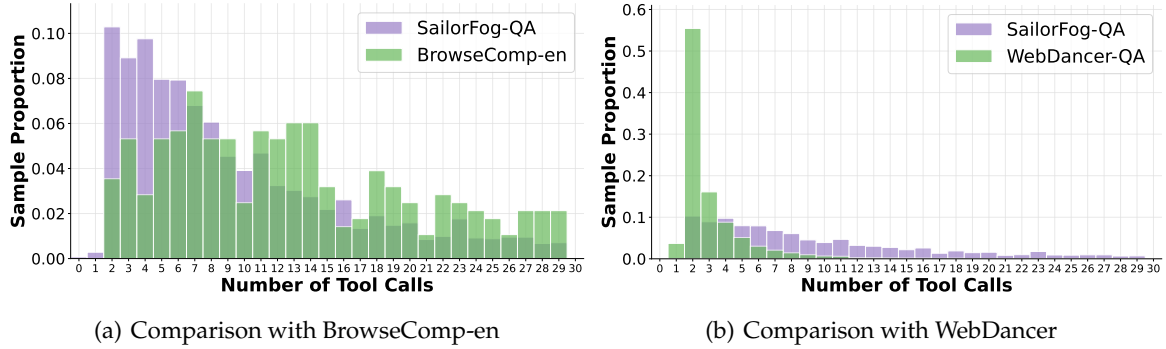 SailorFog-QA
BrowseComp-en
0.10
0.08
0.06
0.04
0.02
0.00
Sample Proportion
0 1 2 3 4 5 6 7 8 9 10 11 12 13 14 15 16 17 18 19 20 21 22 23 24 25 26 27 28 29 30
Number of Tool Calls
(a) Comparison with BrowseComp-en
SailorFog-QA
WebDancer-QA
0.6
0.5
0.4
0.3
0.2
0.1
0.0
Sample Proportion
0 1 2 3 4 5 6 7 8 9 10 11 12 13 14 15 16 17 18 19 20 21 22 23 24 25 26 27 28 29 30
Number of Tool Calls
(b) Comparison with WebDancer